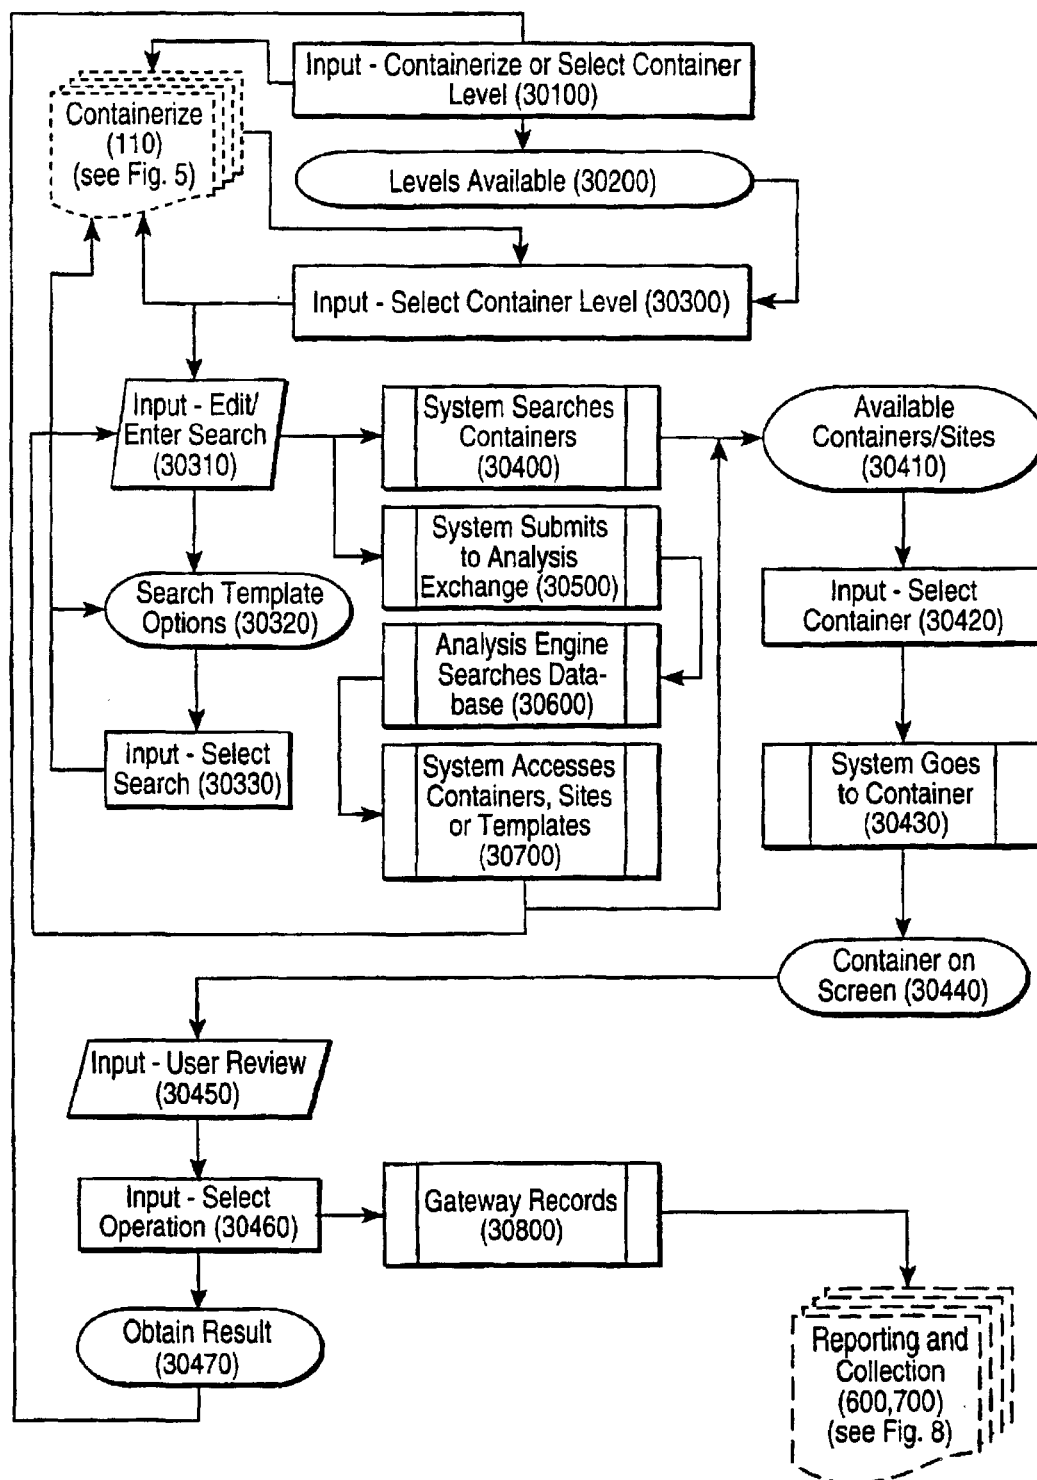 Input - Containerize or Select Container
Level (30100)
Containerize
(110)
(see Fig. 5)
Levels Available (30200)
Input - Select Container Level (30300)
Input - Edit/
Enter Search
(30310)
System Searches
Containers
(30400)
Available
Containers/Sites
(30410)
System Submits
to Analysis
Exchange (30500)
Search Template
Options (30320)
Input - Select
Container (30420)
Analysis Engine
Searches Data-
base (30600)
Input - Select
Search (30330)
System Accesses
Containers, Sites
or Templates
(30700)
System Goes
to Container
(30430)
Container on
Screen (30440)
Input - User Review
(30450)
Input - Select
Operation (30460)
Gateway Records
(30800)
Obtain Result
(30470)
Reporting and
Collection
(600,700)
(see Fig. 8)